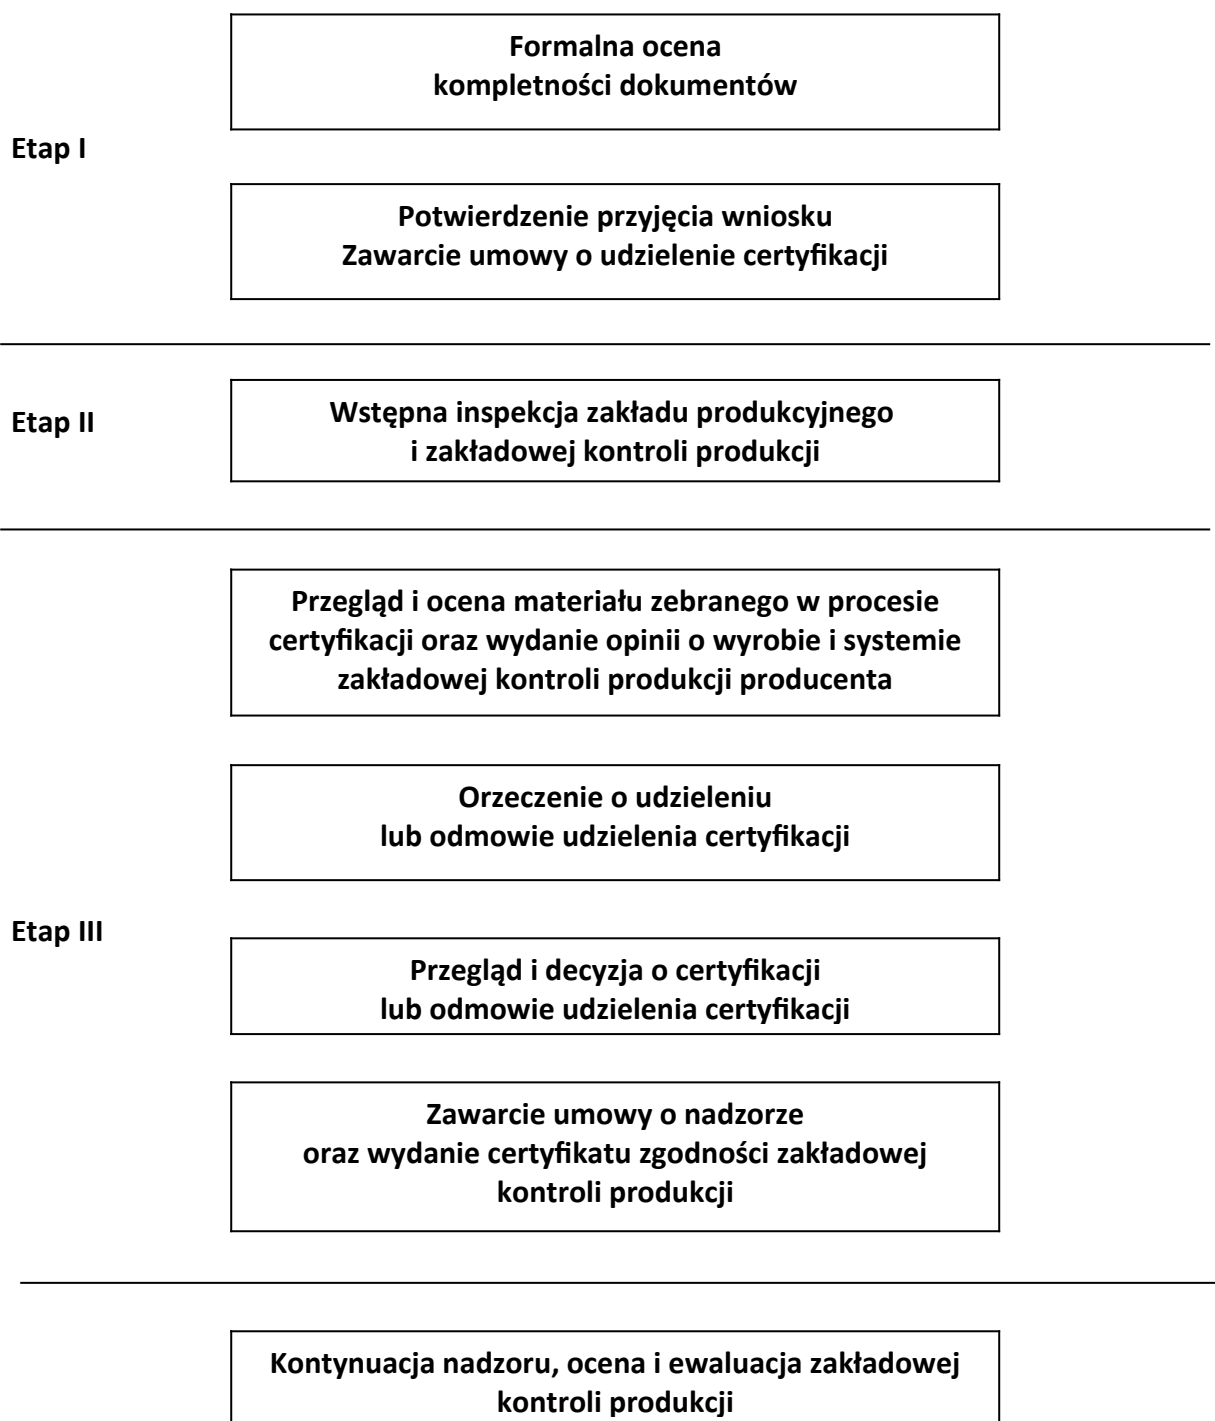 Formalna ocena
kompletności dokumentów
Etap I
Potwierdzenie przyjęcia wniosku
Zawarcie umowy o udzielenie certyfikacji
Etap II
Wstępna inspekcja zakładu produkcyjnego
i zakładowej kontroli produkcji
Przegląd i ocena materiału zebranego w procesie
certyfikacji oraz wydanie opinii o wyrobie i systemie
zakładowej kontroli produkcji producenta
Orzeczenie o udzieleniu
lub odmowie udzielenia certyfikacji
Etap III
Przegląd i decyzja o certyfikacji
lub odmowie udzielenia certyfikacji
Zawarcie umowy o nadzorze
oraz wydanie certyfikatu zgodności zakładowej
kontroli produkcji
Kontynuacja nadzoru, ocena i ewaluacja zakładowej
kontroli produkcji